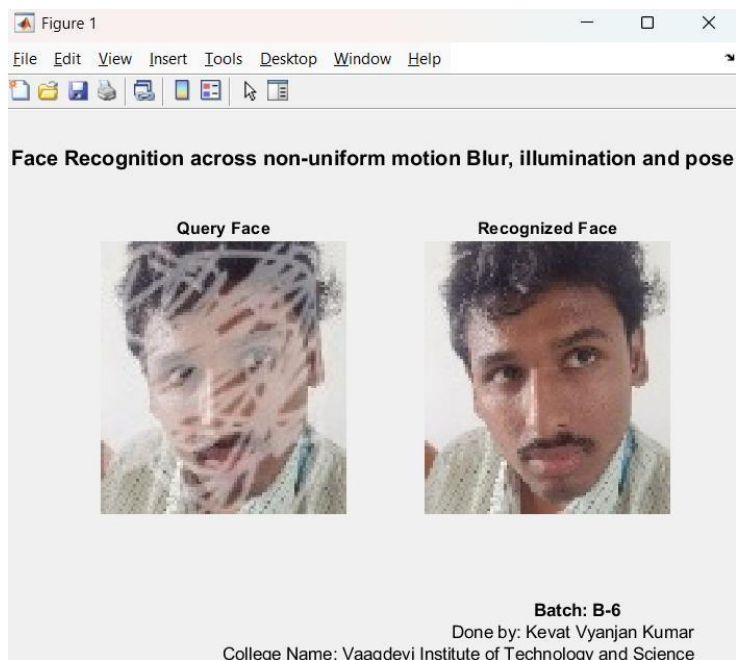 Figure 1
File Edit View Insert Tools Desktop Window Help
Face Recognition across non-uniform motion Blur, illumination and pose
Query Face
Recognized Face
Batch: B-6
Done by: Kevat Vyanjan Kumar
College Name: Vaagdevi Institute of Technology and Science